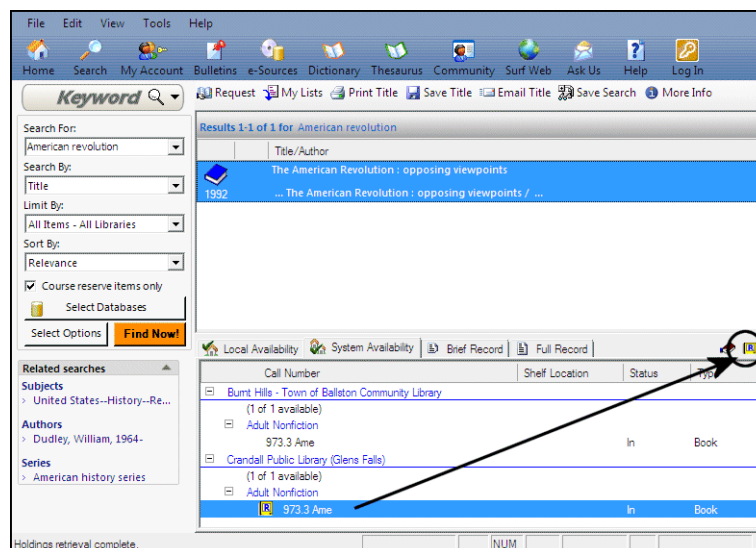 File Edit View Tools Help
Home Search My Account Bulletins e-Sources Dictionary Thesaurus Community Surf Web Ask Us Help Log In
Keyword
Request My Lists Print Title Save Title Email Title Save Search More Info
Search For:
American revolution
Search By:
Title
Limit By:
All Items - All Libraries
Sort By:
Relevance
Course reserve items only
Select Databases
Select Options Find Now!
Related searches
Subjects
> United States--History--Re...
Authors
> Dudley, William, 1964-
Series
> American history series
Results 1-1 of 1 for American revolution
Title/Author
The American Revolution : opposing viewpoints
1992 ... The American Revolution : opposing viewpoints / ...
Local Availability System Availability Brief Record Full Record R
Call Number Shelf Location Status Type
Burnt Hills - Town of Ballston Community Library
(1 of 1 available)
Adult Nonfiction
973.3 Ame In Book
Crandall Public Library (Glens Falls)
(1 of 1 available)
Adult Nonfiction
R 973.3 Ame In Book
Holdings retrieval complete. NUM